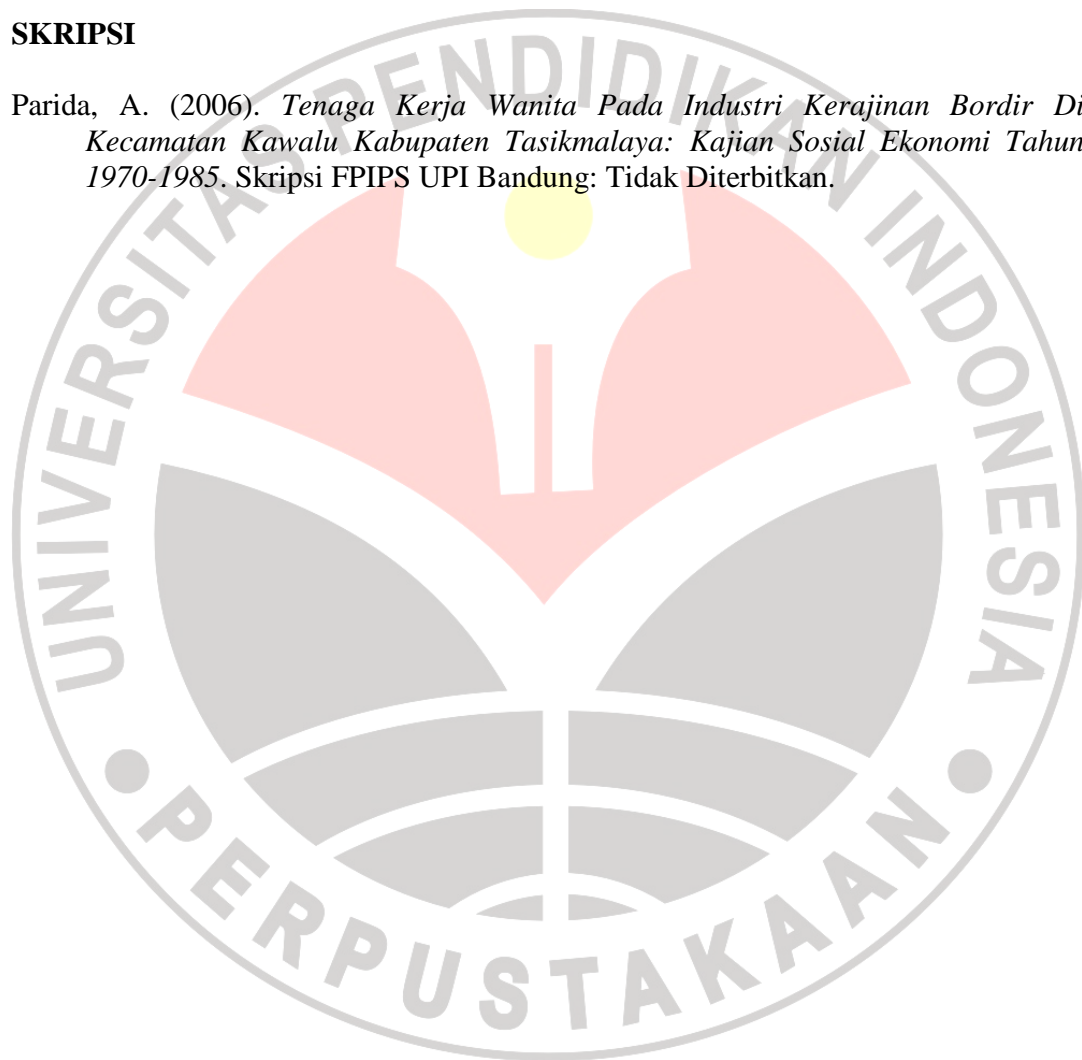 SKRIPSI
Parida, A. (2006). Tenaga Kerja Wanita Pada Industri Kerajinan Bordir Di
Kecamatan Kawalu Kabupaten Tasikmalaya: Kajian Sosial Ekonomi Tahun
1970-1985. Skripsi FPIPS UPI Bandung: Tidak Diterbitkan.
UNIVERSITAS PENDIDIKAN INDONESIA
PERPUSTAKAAN